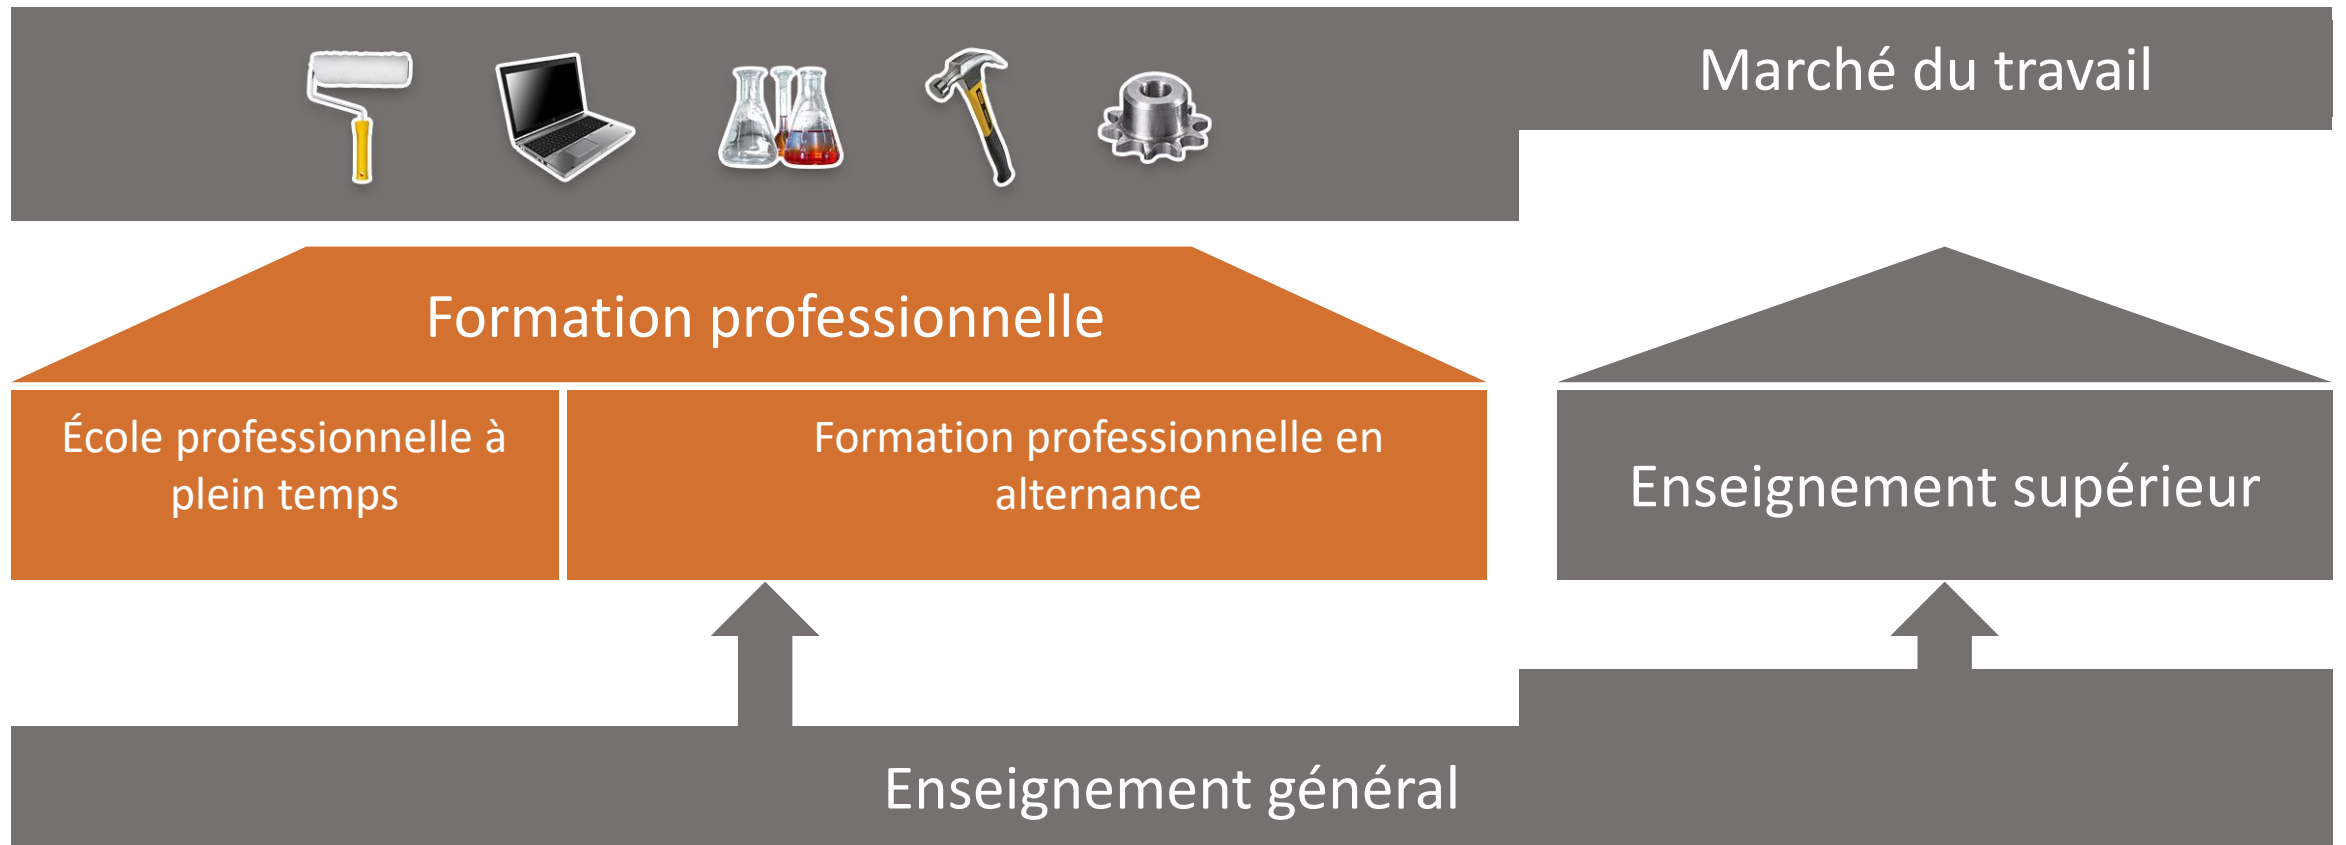 Marché du travail
Formation professionnelle
École professionnelle à
plein temps
Formation professionnelle en
alternance
Enseignement supérieur
Enseignement général